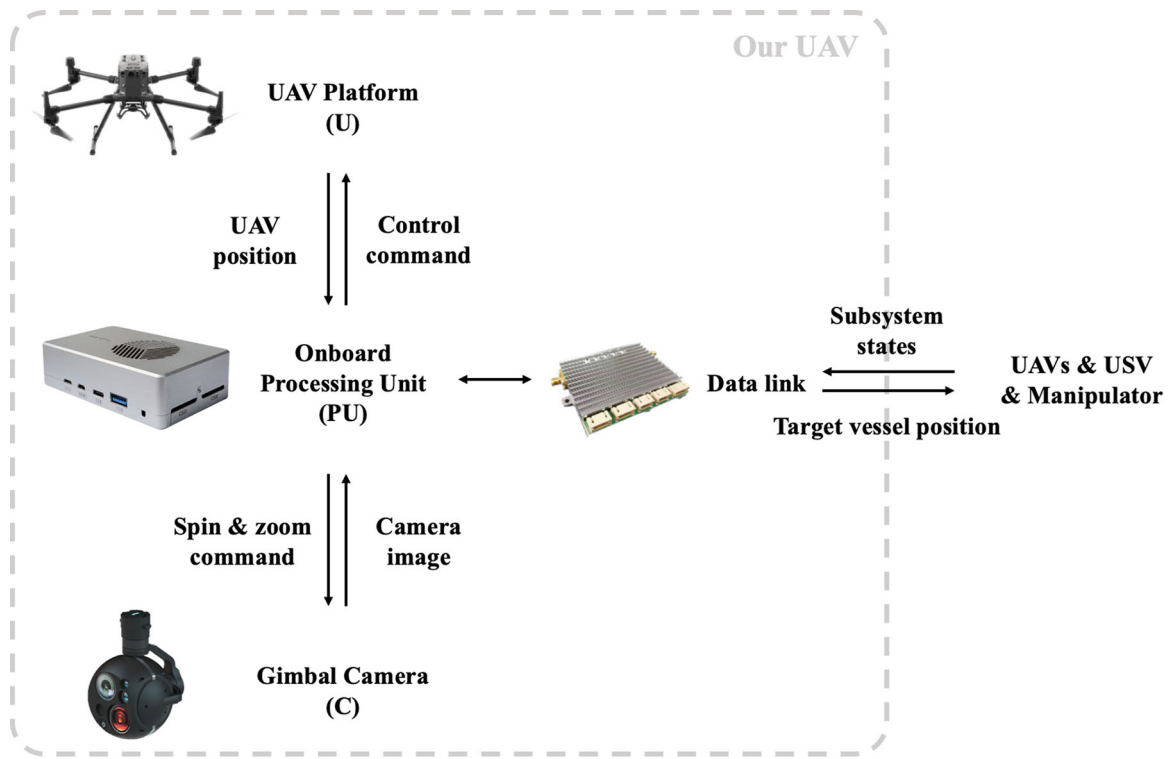 Our UAV
UAV Platform
(U)
UAV
position
Control
command
Onboard
Processing Unit
(PU)
Data link
Subsystem
states
Target vessel position
UAVs & USV
& Manipulator
Spin & zoom
command
Camera
image
Gimbal Camera
(C)